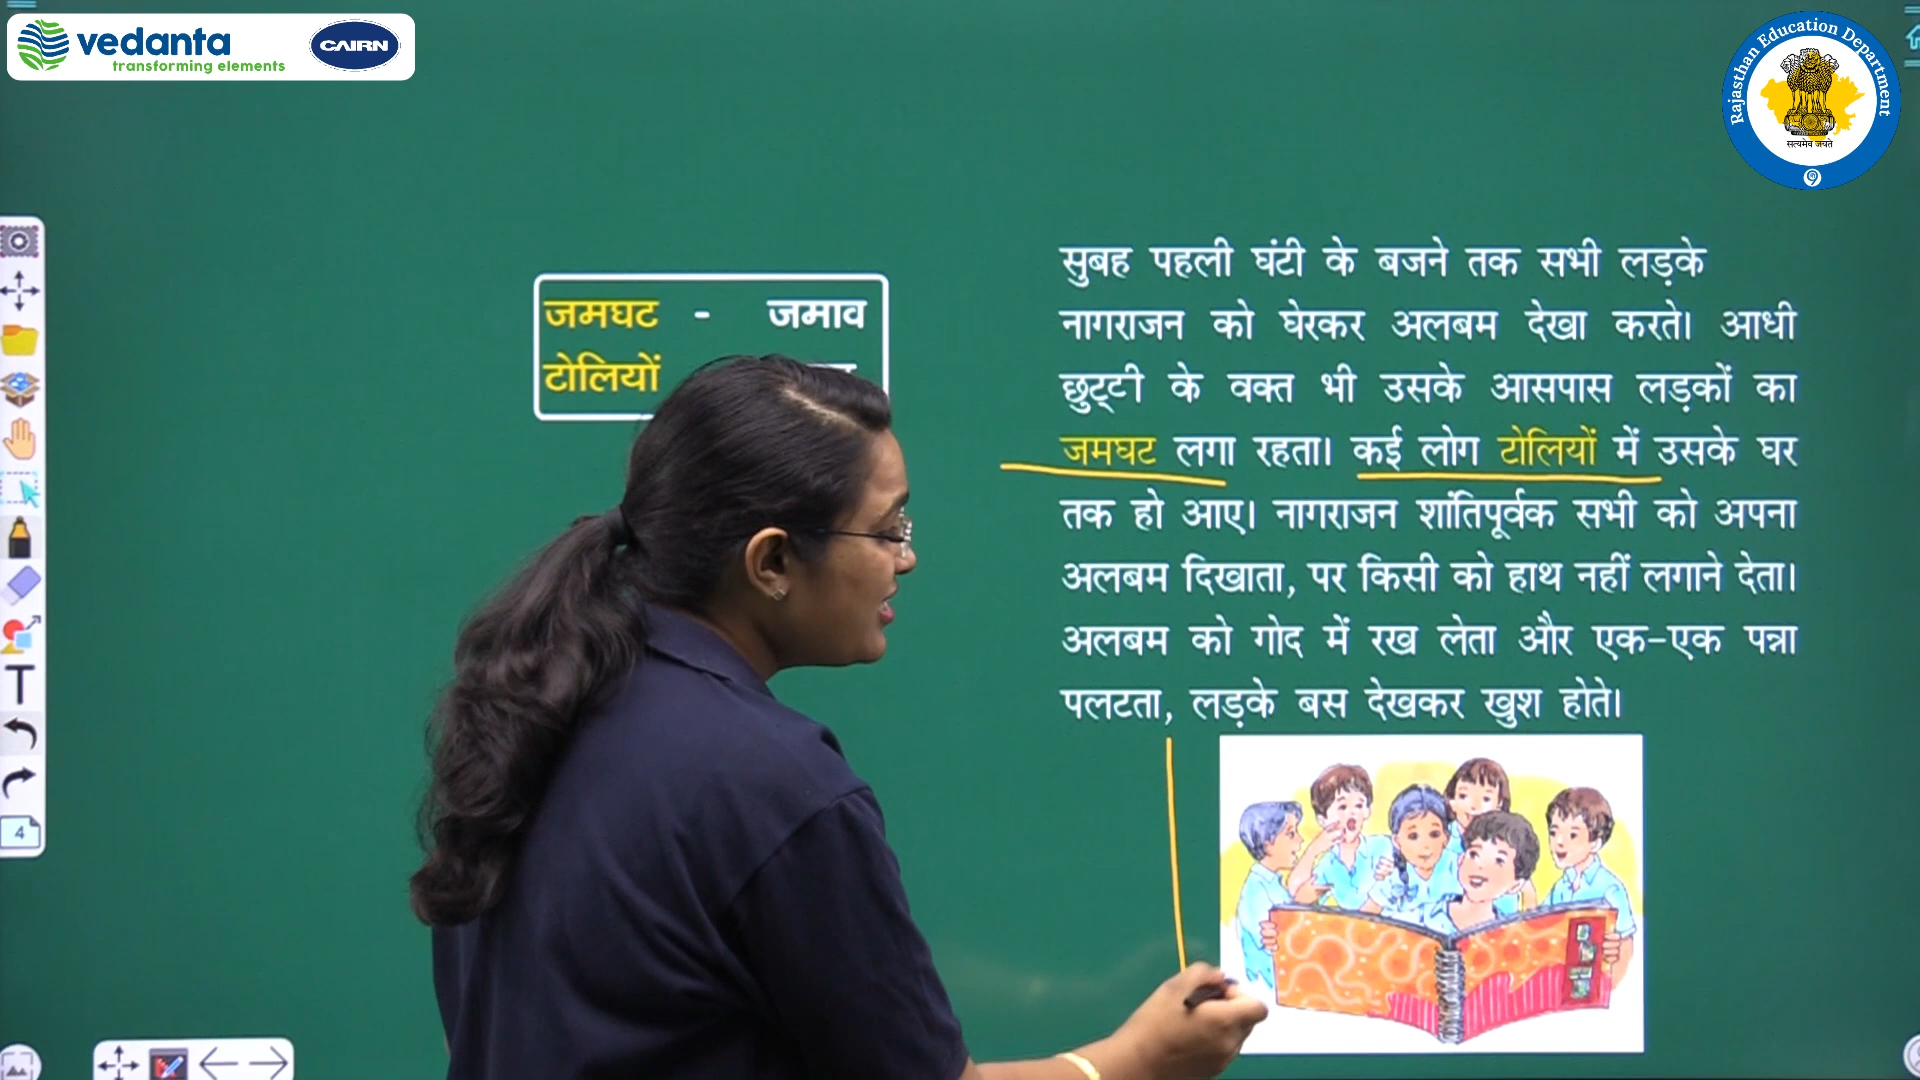 vedanta
transforming elements
CAIRN
Rajasthan Education Department
सत्यमेव जयते
जमघट - जमाव
टोलियों
सुबह पहली घंटी के बजने तक सभी लड़के
नागराजन को घेरकर अलबम देखा करते। आधी
छुट्टी के वक्त भी उसके आसपास लड़कों का
जमघट लगा रहता। कई लोग टोलियों में उसके घर
तक हो आए। नागराजन शांतिपूर्वक सभी को अपना
अलबम दिखाता, पर किसी को हाथ नहीं लगाने देता।
अलबम को गोद में रख लेता और एक-एक पन्ना
पलटता, लड़के बस देखकर खुश होते।
T
4